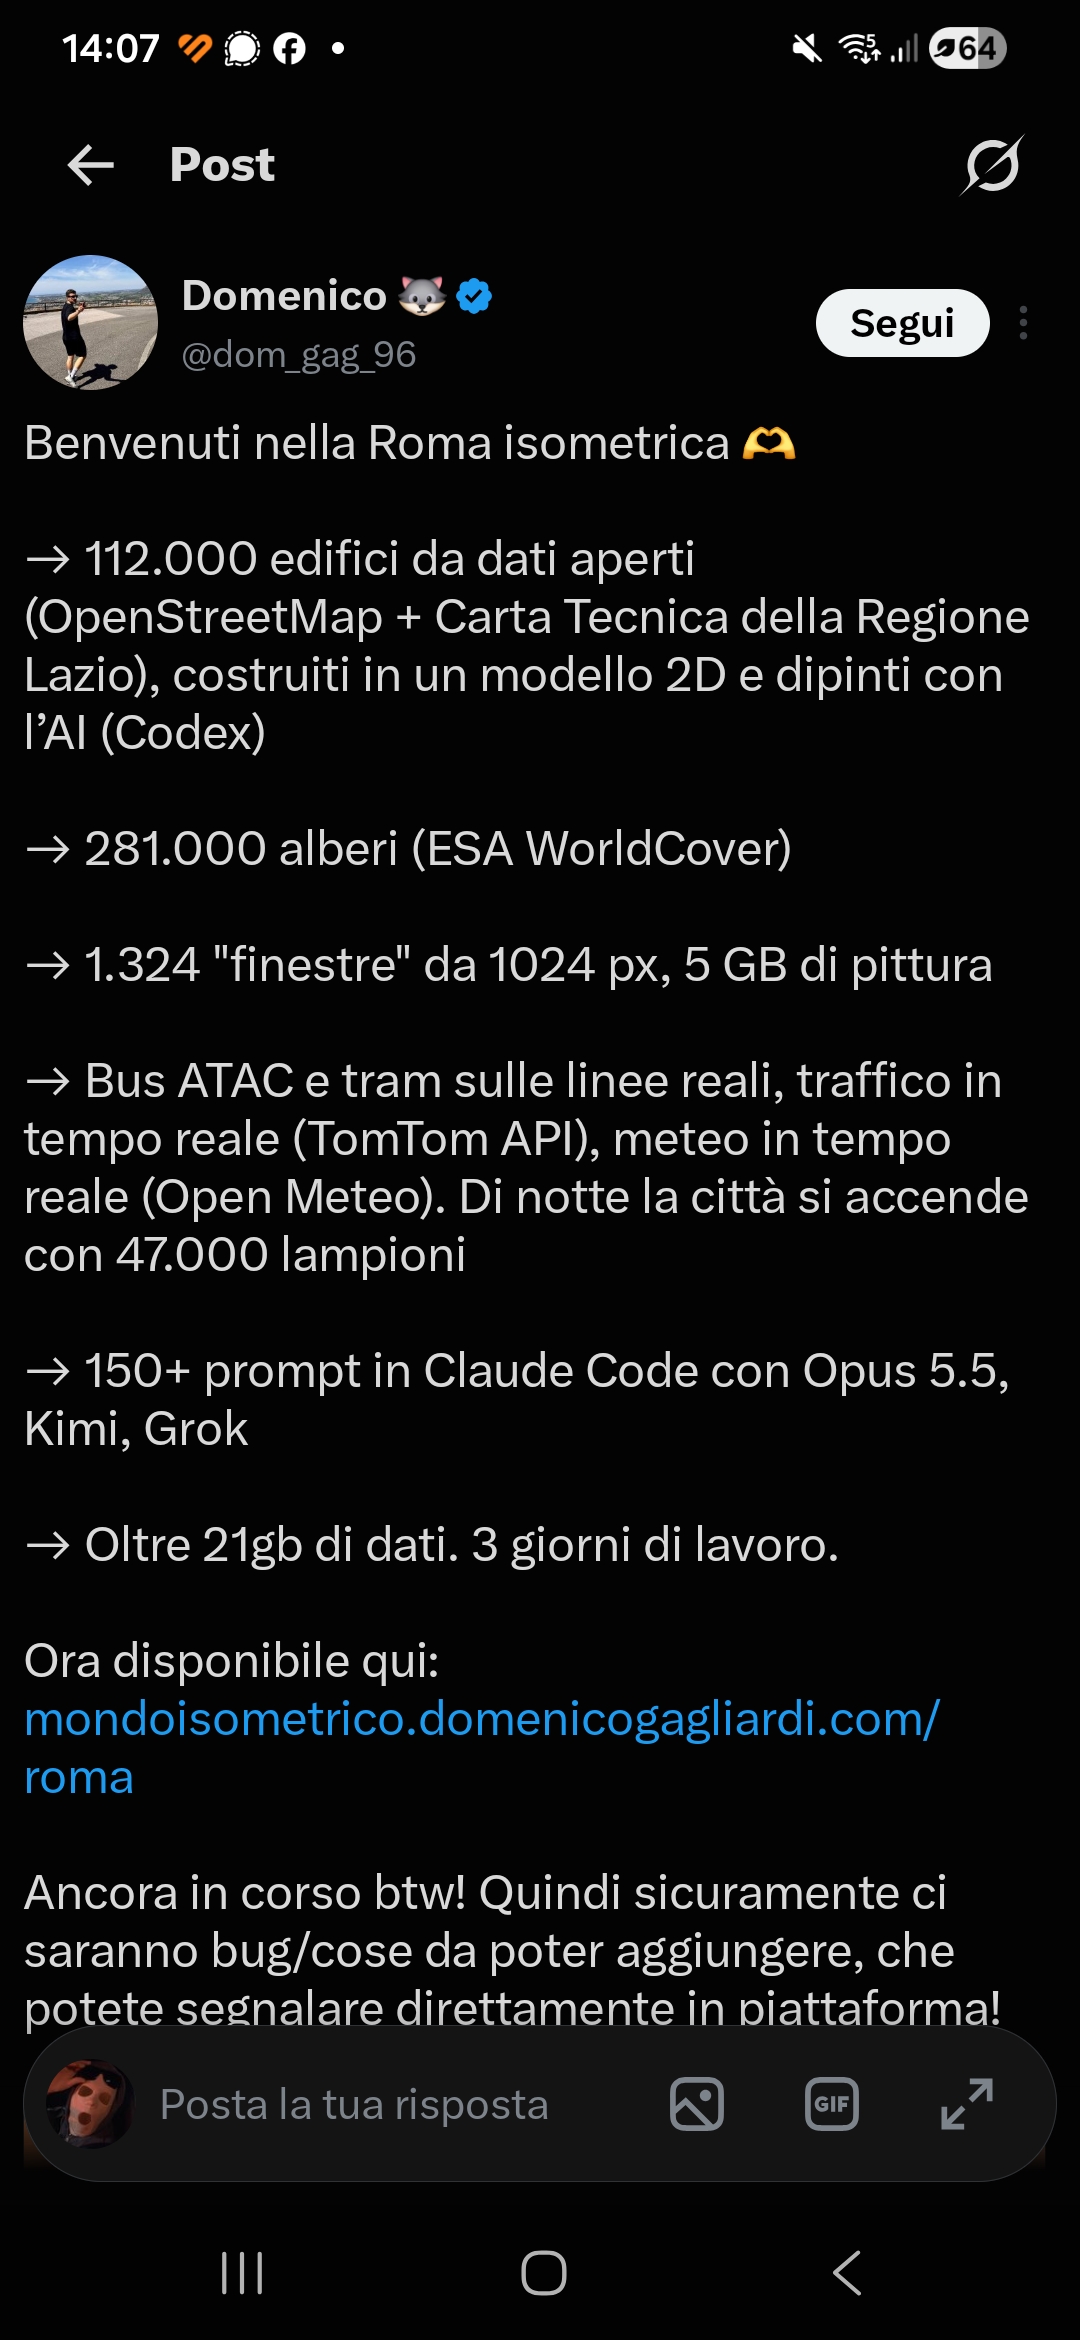 14:07
5
64
Post
Domenico
Segui
@dom_gag_96
Benvenuti nella Roma isometrica 🫶
→ 112.000 edifici da dati aperti
(OpenStreetMap + Carta Tecnica della Regione
Lazio), costruiti in un modello 2D e dipinti con
l’AI (Codex)
→ 281.000 alberi (ESA WorldCover)
→ 1.324 "finestre" da 1024 px, 5 GB di pittura
→ Bus ATAC e tram sulle linee reali, traffico in
tempo reale (TomTom API), meteo in tempo
reale (Open Meteo). Di notte la città si accende
con 47.000 lampioni
→ 150+ prompt in Claude Code con Opus 5.5,
Kimi, Grok
→ Oltre 21gb di dati. 3 giorni di lavoro.
Ora disponibile qui:
mondoisometrico.domenicogagliardi.com/
roma
Ancora in corso btw! Quindi sicuramente ci
saranno bug/cose da poter aggiungere, che
potete segnalare direttamente in piattaforma!
Posta la tua risposta
GIF